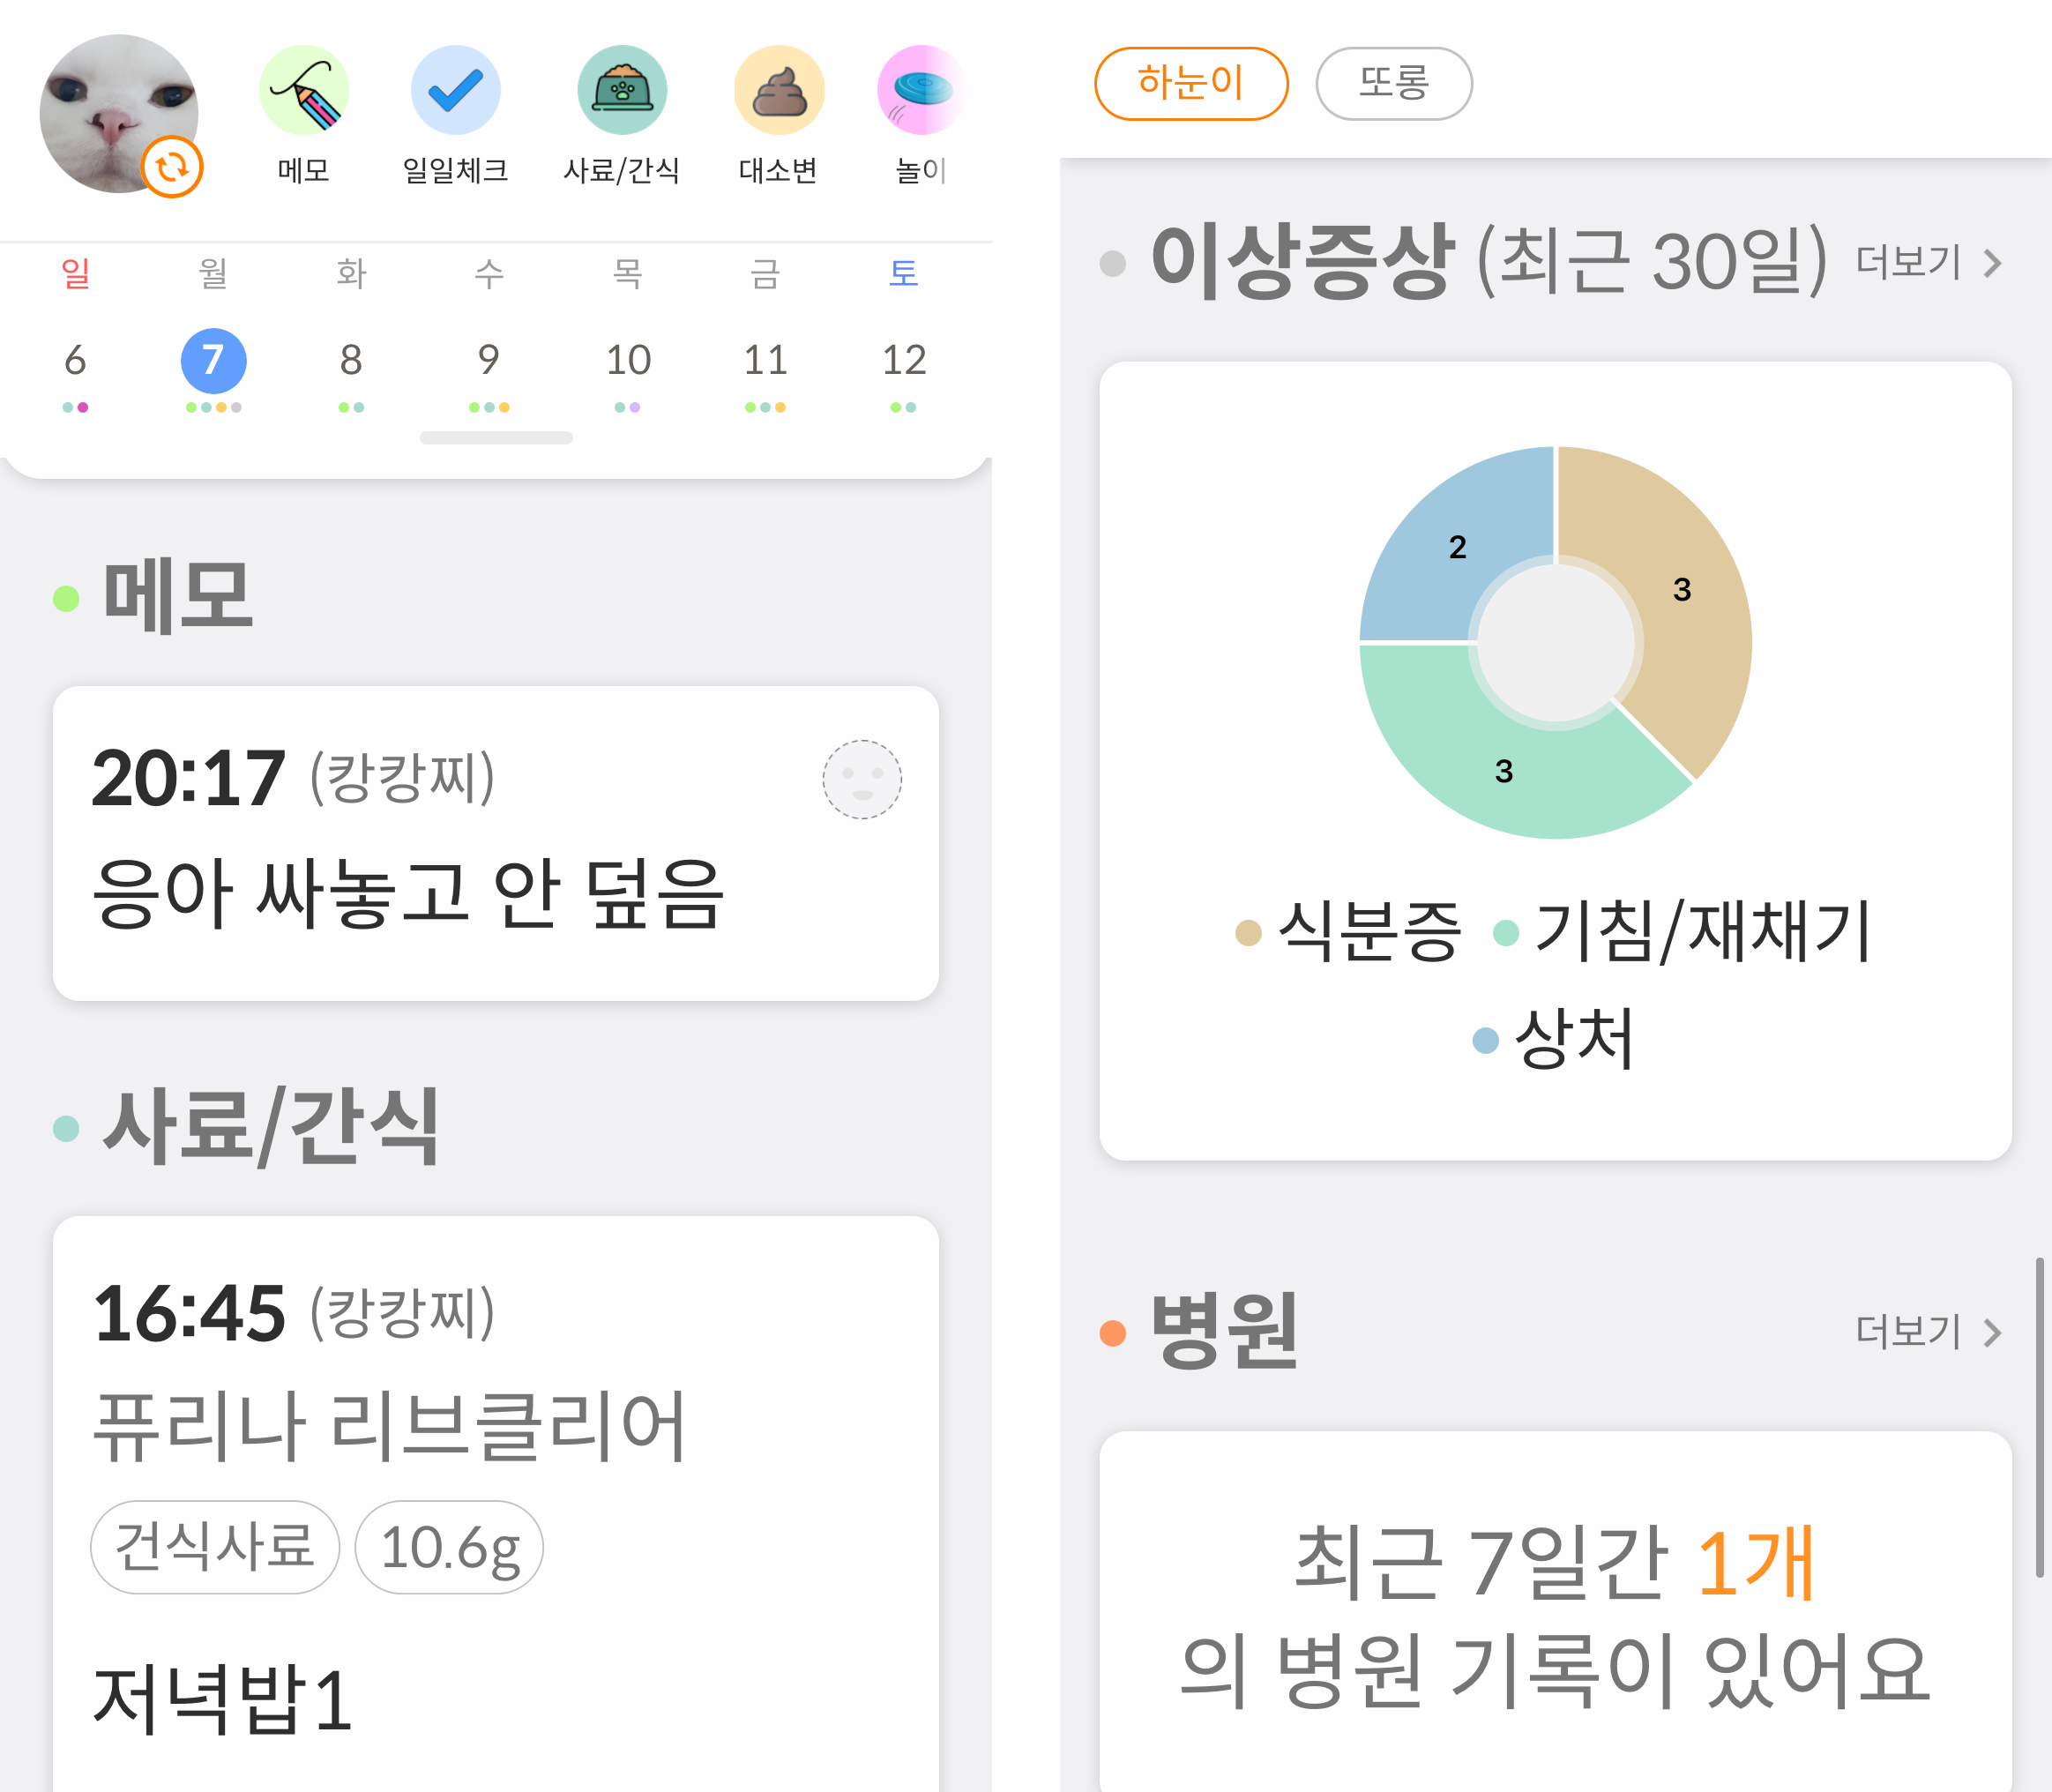 메모 일일체크 사료/간식 대소변 놀이
일 월 화 수 목 금 토
6 7 8 9 10 11 12
메모
20:17 (캉캉찌)
응아 싸놓고 안 덮음
사료/간식
16:45 (캉캉찌)
퓨리나 리브클리어
건식사료 10.6g
저녁밥1
하눈이 또롱
이상증상 (최근 30일) 더보기
2
3
3
식분증 기침/재채기
상처
병원 더보기
최근 7일간 1개
의 병원 기록이 있어요